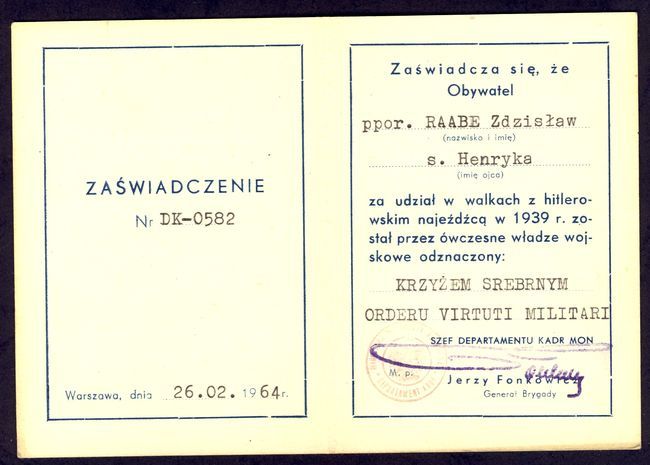 ZAŚWIADCZENIE
Nr DK-0582
Warszawa, dnia 26.02. 1964r.
Zaświadcza się, że
Obywatel
ppor. RAABE Zdzisław
(nazwisko i imię)
s. Henryka
(imię ojca)
za udział w walkach z hitlero-
wskim najeźdźcą w 1939 r. zo-
stał przez ówczesne władze woj-
skowe odznaczony:
KRZYŻEM SREBRNYM
ORDERU VIRTUTI MILITARI
SZEF DEPARTAMENTU KADR MON
M. p.
Jerzy Fonkowicz
Generał Brygady